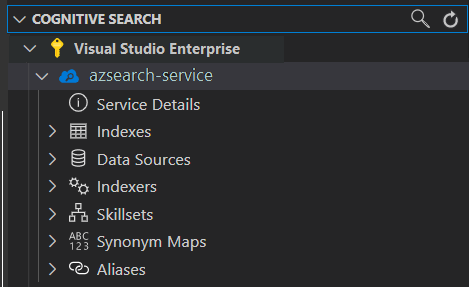 COGNITIVE SEARCH
Visual Studio Enterprise
azsearch-service
Service Details
Indexes
Data Sources
Indexers
Skillsets
ABC 123 Synonym Maps
Aliases